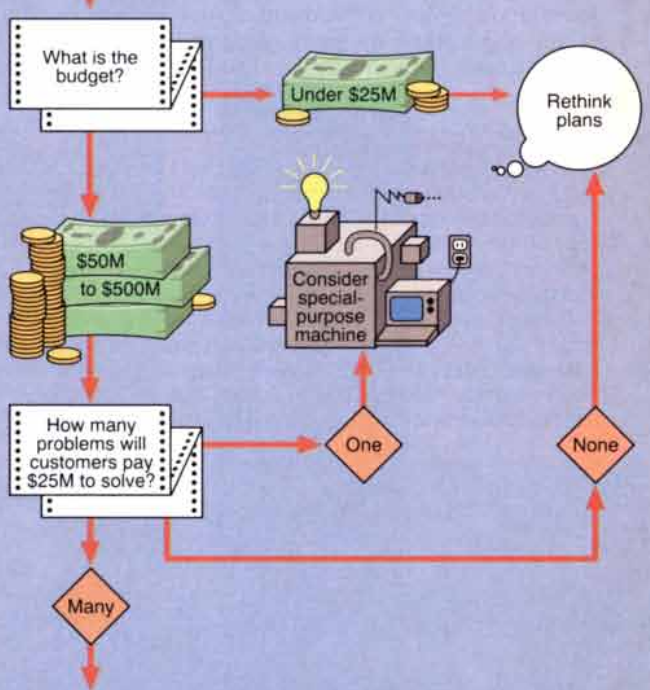 What is the
budget?
Under $25M
Rethink
plans
$50M
to $500M
Consider
special-
purpose
machine
How many
problems will
customers pay
$25M to solve?
One
None
Many